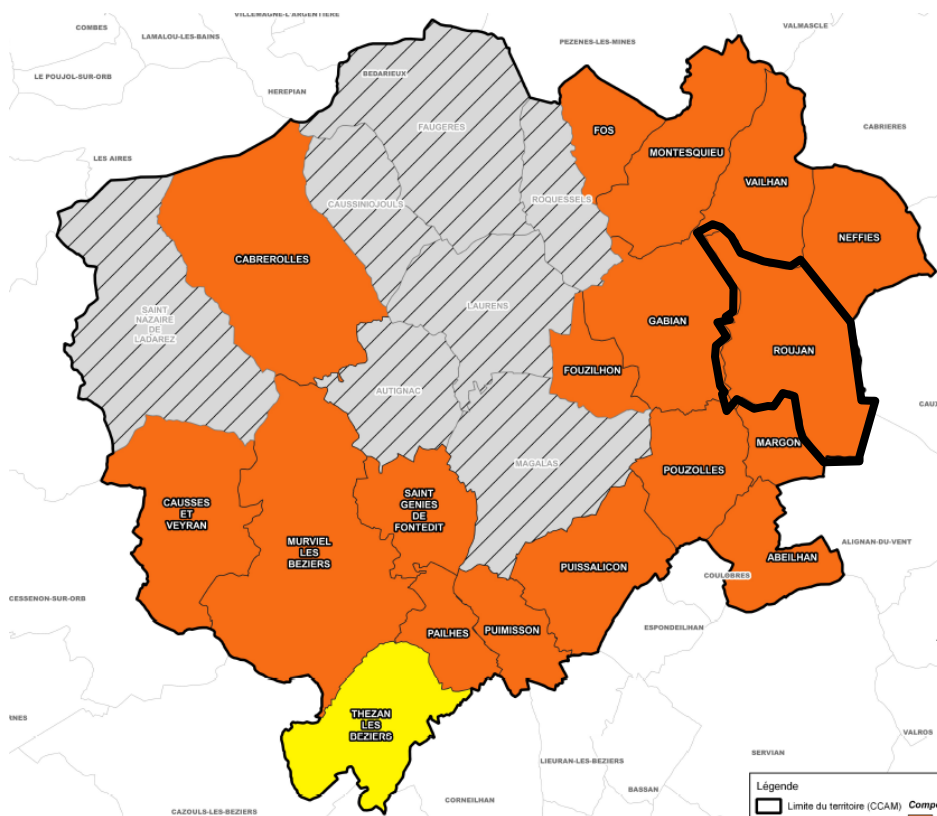 VILLEMAGNE-L'ARGENTIERE
COMBES
LAMALOU-LES-BAINS
VALMASCLE
PEZENES-LES-MINES
LE POUJOL-SUR-ORB
BEDARIEUX
HEREPIAN
FAUGERES
FOS
CABRIERES
MONTESQUIEU
LES AIRES
VAILHAN
CAUSSINIOJOULS
ROQUESSELS
NEFFIES
CABREROLLES
SAINT
NAZAIRE
DE
LADAREZ
LAURENS
GABIAN
ROUJAN
FOUZILHON
AUTIGNAC
CAUX
MARGON
MAGALAS
POUZOLLES
CAUSSES
ET
VEYRAN
SAINT
GENIES
DE
FONTEDIT
MURVIEL
LES
BEZIERS
ALIGNAN-DU-VENT
ABEILHAN
PUISSALICON
COULOBRES
CESSENON-SUR-ORB
ESPONDEILHAN
PAILHES
PUIMISSON
THEZAN
LES
BEZIERS
VALROS
SERVIAN
LIEURAN-LES-BEZIERS
BASSAN
CORNEILHAN
CAZOULS-LES-BEZIERS
Légende
Limite du territoire (CCAM)